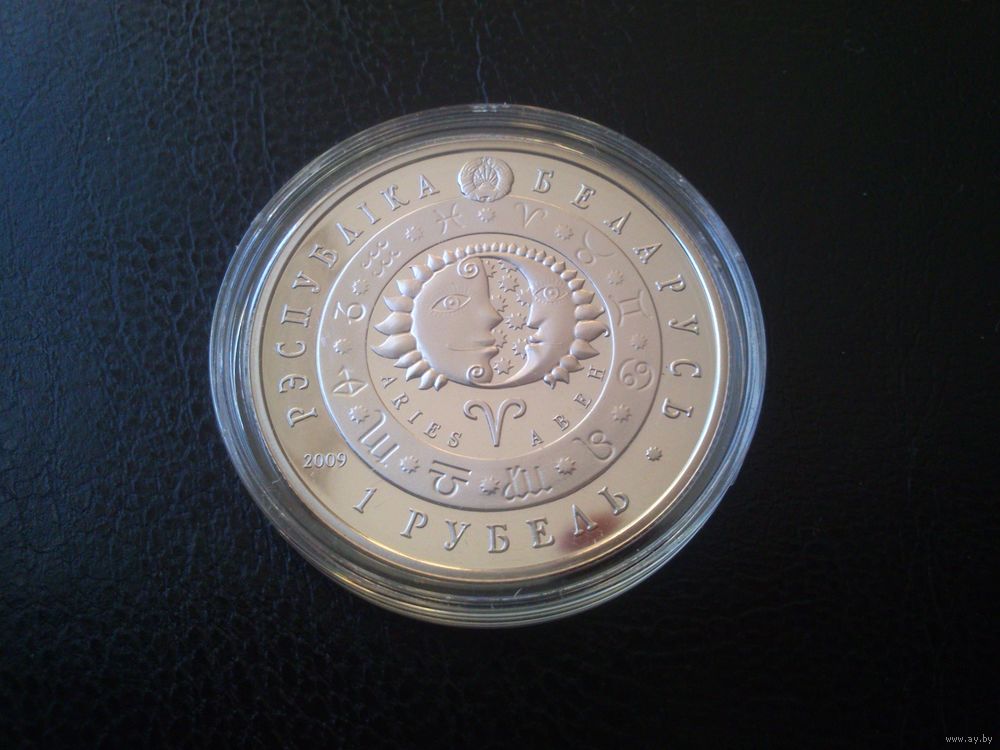 РЭСПУБЛІКА БЕЛАРУСЬ
ARIES АВЕН
2009
1 РУБЕЛЬ
www.ay.by